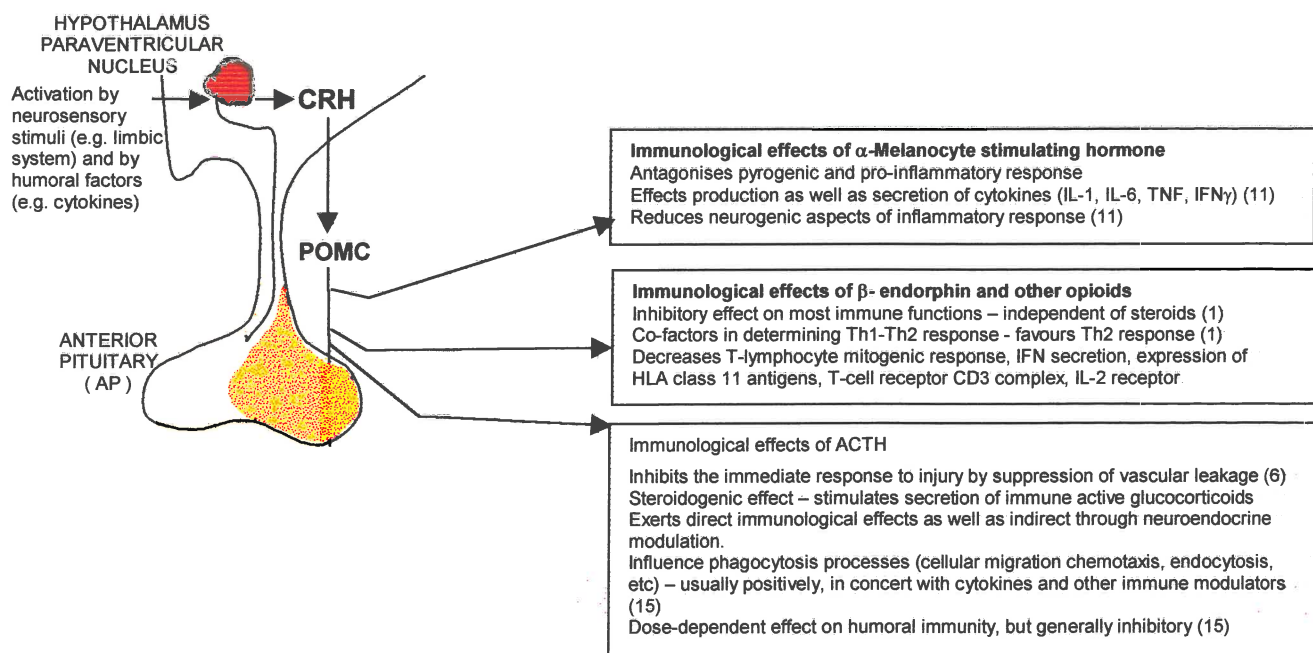 HYPOTHALAMUS
PARAVENTRICULAR
NUCLEUS
Activation by
neurosensory
stimuli (e.g. limbic
system) and by
humoral factors
(e.g. cytokines)
CRH
POMC
ANTERIOR
PITUITARY
( AP )
Immunological effects of α-Melanocyte stimulating hormone
Antagonises pyrogenic and pro-inflammatory response
Effects production as well as secretion of cytokines (IL-1, IL-6, TNF, IFNγ) (11)
Reduces neurogenic aspects of inflammatory response (11)
Immunological effects of β- endorphin and other opioids
Inhibitory effect on most immune functions – independent of steroids (1)
Co-factors in determining Th1-Th2 response - favours Th2 response (1)
Decreases T-lymphocyte mitogenic response, IFN secretion, expression of
HLA class 11 antigens, T-cell receptor CD3 complex, IL-2 receptor
Immunological effects of ACTH
Inhibits the immediate response to injury by suppression of vascular leakage (6)
Steroidogenic effect – stimulates secretion of immune active glucocorticoids
Exerts direct immunological effects as well as indirect through neuroendocrine
modulation.
Influence phagocytosis processes (cellular migration chemotaxis, endocytosis,
etc) – usually positively, in concert with cytokines and other immune modulators
(15)
Dose-dependent effect on humoral immunity, but generally inhibitory (15)